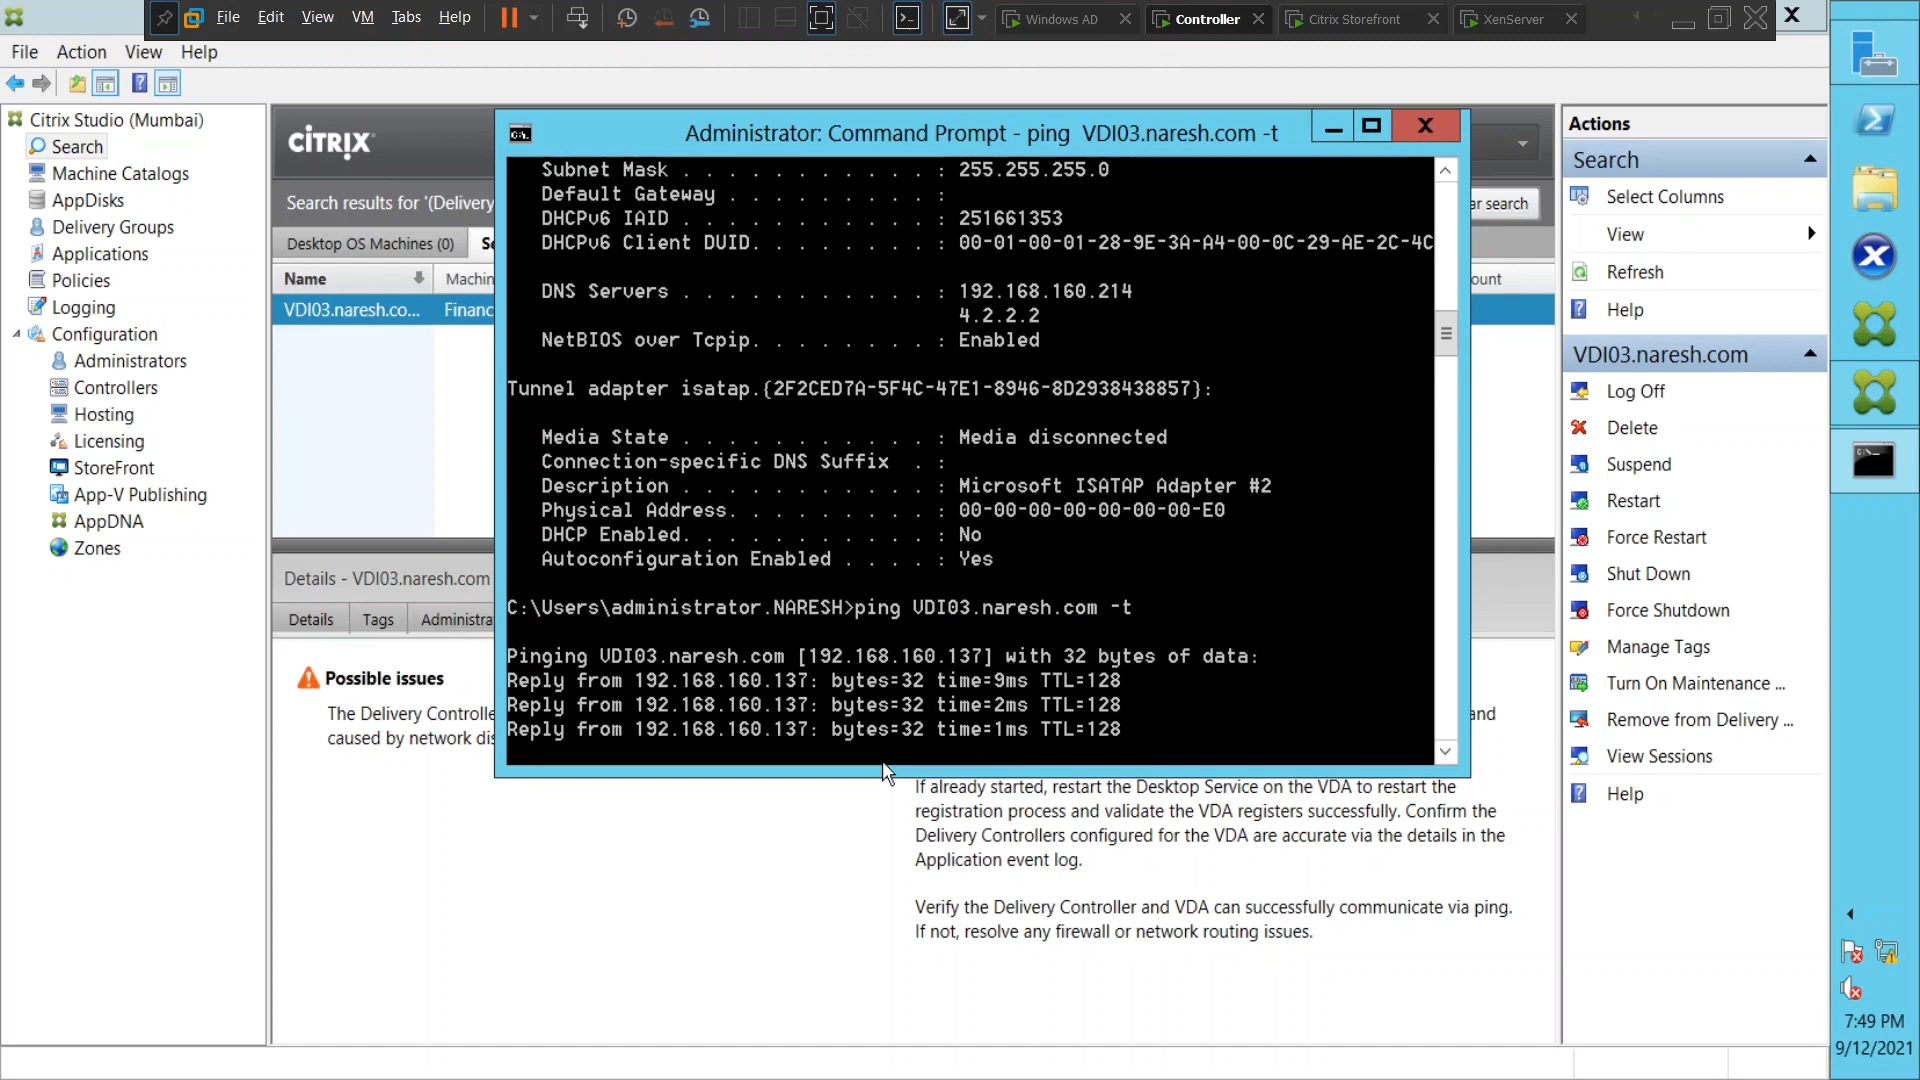 File Edit View VM Tabs Help
Windows AD
Controller
Citrix Storefront
XenServer
File Action View Help
Citrix Studio (Mumbai)
Search
Machine Catalogs
AppDisks
Delivery Groups
Applications
Policies
Logging
Configuration
Administrators
Controllers
Hosting
Licensing
StoreFront
App-V Publishing
AppDNA
Zones
CITRIX
Search results for '(Delivery
ar search
Desktop OS Machines (0) Se
Name Machin
ount
VDI03.naresh.co... Financ
Details - VDI03.naresh.com
Details Tags Administra
Possible issues
The Delivery Controlle
caused by network dis
and
Administrator: Command Prompt - ping VDI03.naresh.com -t
Subnet Mask . . . . . . . . . . . : 255.255.255.0
Default Gateway . . . . . . . . . :
DHCPv6 IAID . . . . . . . . . . . : 251661353
DHCPv6 Client DUID. . . . . . . . : 00-01-00-01-28-9E-3A-A4-00-0C-29-AE-2C-4C
DNS Servers . . . . . . . . . . . : 192.168.160.214
4.2.2.2
NetBIOS over Tcpip. . . . . . . . : Enabled
Tunnel adapter isatap.{2F2CED7A-5F4C-47E1-8946-8D2938438857}:
Media State . . . . . . . . . . . : Media disconnected
Connection-specific DNS Suffix . :
Description . . . . . . . . . . . : Microsoft ISATAP Adapter #2
Physical Address. . . . . . . . . : 00-00-00-00-00-00-00-E0
DHCP Enabled. . . . . . . . . . . : No
Autoconfiguration Enabled . . . . : Yes
C:\Users\administrator.NARESH>ping VDI03.naresh.com -t
Pinging VDI03.naresh.com [192.168.160.137] with 32 bytes of data:
Reply from 192.168.160.137: bytes=32 time=9ms TTL=128
Reply from 192.168.160.137: bytes=32 time=2ms TTL=128
Reply from 192.168.160.137: bytes=32 time=1ms TTL=128
If already started, restart the Desktop Service on the VDA to restart the
registration process and validate the VDA registers successfully. Confirm the
Delivery Controllers configured for the VDA are accurate via the details in the
Application event log.
Verify the Delivery Controller and VDA can successfully communicate via ping.
If not, resolve any firewall or network routing issues.
Actions
Search
Select Columns
View
Refresh
Help
VDI03.naresh.com
Log Off
Delete
Suspend
Restart
Force Restart
Shut Down
Force Shutdown
Manage Tags
Turn On Maintenance ...
Remove from Delivery ...
View Sessions
Help
7:49 PM
9/12/2021